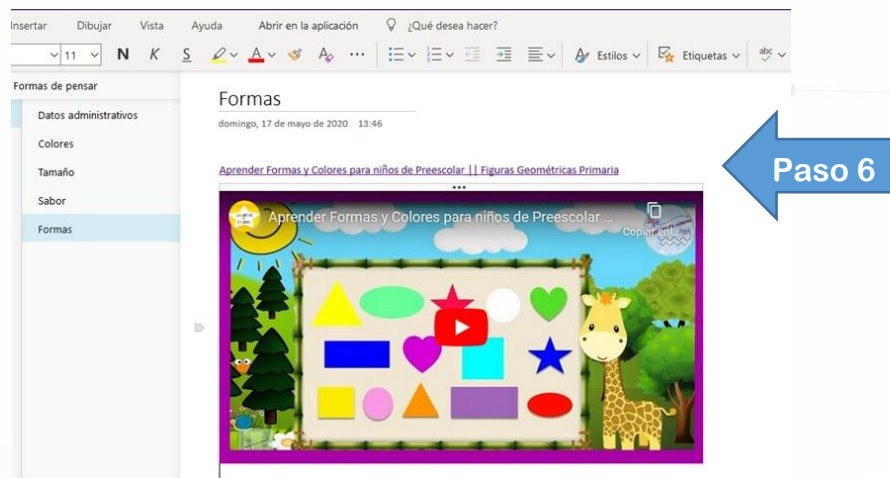 Insertar Dibujar Vista Ayuda Abrir en la aplicación ¿Qué desea hacer?
11 N K S A A Estilos Etiquetas abc
Formas de pensar
Datos administrativos
Colores
Tamaño
Sabor
Formas
Formas
domingo, 17 de mayo de 2020 13:46
Aprender Formas y Colores para niños de Preescolar || Figuras Geométricas Primaria
Aprender Formas y Colores para niños de Preescolar ...
Copiar enl...
Paso 6